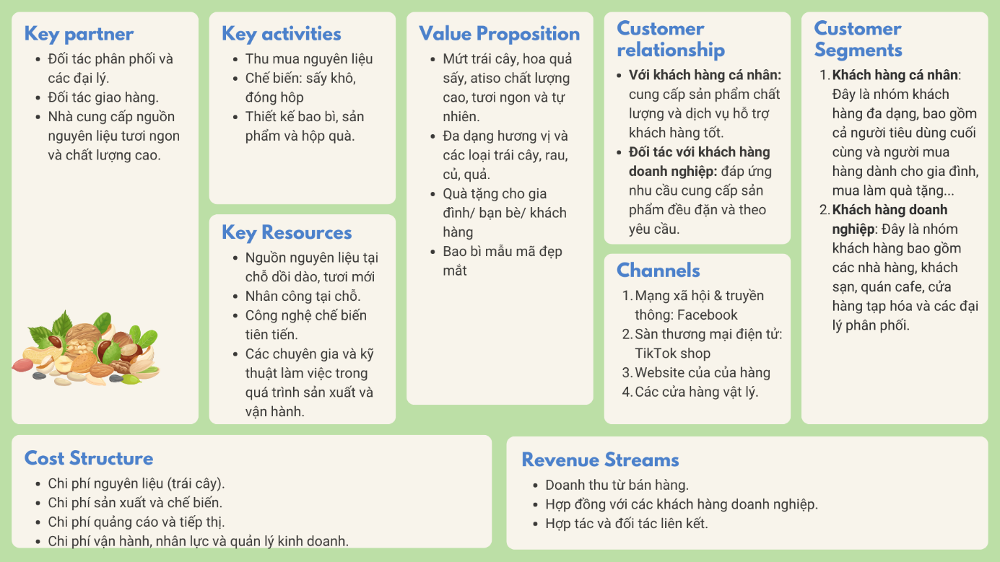 Key partner
• Đối tác phân phối và
các đại lý.
• Đối tác giao hàng.
• Nhà cung cấp nguồn
nguyên liệu tươi ngon
và chất lượng cao.
Key activities
• Thu mua nguyên liệu
• Chế biến: sấy khô,
đóng hôp
• Thiết kế bao bì, sản
phẩm và hộp quà.
Key Resources
• Nguồn nguyên liệu tại
chỗ dồi dào, tươi mới
• Nhân công tại chỗ.
• Công nghệ chế biến
tiên tiến.
• Các chuyên gia và kỹ
thuật làm việc trong
quá trình sản xuất và
vận hành.
Value Proposition
• Mứt trái cây, hoa quả
sấy, atiso chất lượng
cao, tươi ngon và tự
nhiên.
• Đa dạng hương vị và
các loại trái cây, rau,
củ, quả.
• Quà tặng cho gia
đình/ bạn bè/ khách
hàng
• Bao bì mẫu mã đẹp
mắt
Customer
relationship
• Với khách hàng cá nhân:
cung cấp sản phẩm chất
lượng và dịch vụ hỗ trợ
khách hàng tốt.
• Đối tác với khách hàng
doanh nghiệp: đáp ứng
nhu cầu cung cấp sản
phẩm đều đặn và theo
yêu cầu.
Channels
1. Mạng xã hội & truyền
thông: Facebook
2. Sàn thương mại điện tử:
TikTok shop
3. Website của của hàng
4. Các cửa hàng vật lý.
Customer
Segments
1. Khách hàng cá nhân:
Đây là nhóm khách
hàng đa dạng, bao gồm
cả người tiêu dùng cuối
cùng và người mua
hàng dành cho gia đình,
mua làm quà tặng...
2. Khách hàng doanh
nghiệp: Đây là nhóm
khách hàng bao gồm
các nhà hàng, khách
sạn, quán cafe, cửa
hàng tạp hóa và các đại
lý phân phối.
Cost Structure
• Chi phí nguyên liệu (trái cây).
• Chi phí sản xuất và chế biến.
• Chi phí quảng cáo và tiếp thị.
• Chi phí vận hành, nhân lực và quản lý kinh doanh.
Revenue Streams
• Doanh thu từ bán hàng.
• Hợp đồng với các khách hàng doanh nghiệp.
• Hợp tác và đối tác liên kết.